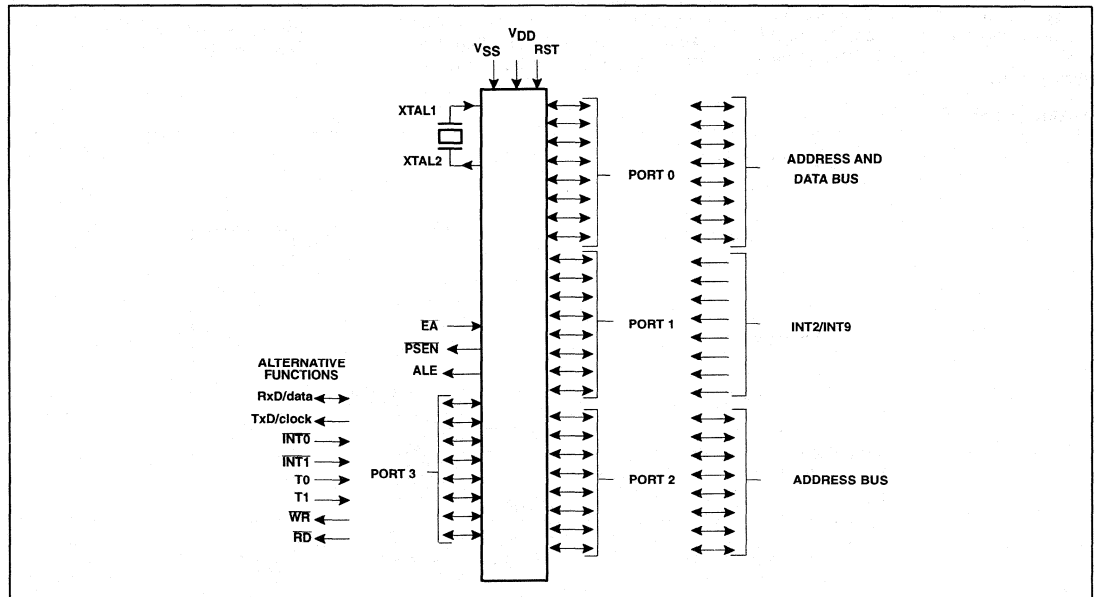 VSS VDD RST
XTAL1
XTAL2
PORT 0
ADDRESS AND
DATA BUS
EA
PSEN
ALE
PORT 1
INT2/INT9
ALTERNATIVE
FUNCTIONS
RxD/data
TxD/clock
INT0
INT1
T0
T1
WR
RD
PORT 3
PORT 2
ADDRESS BUS